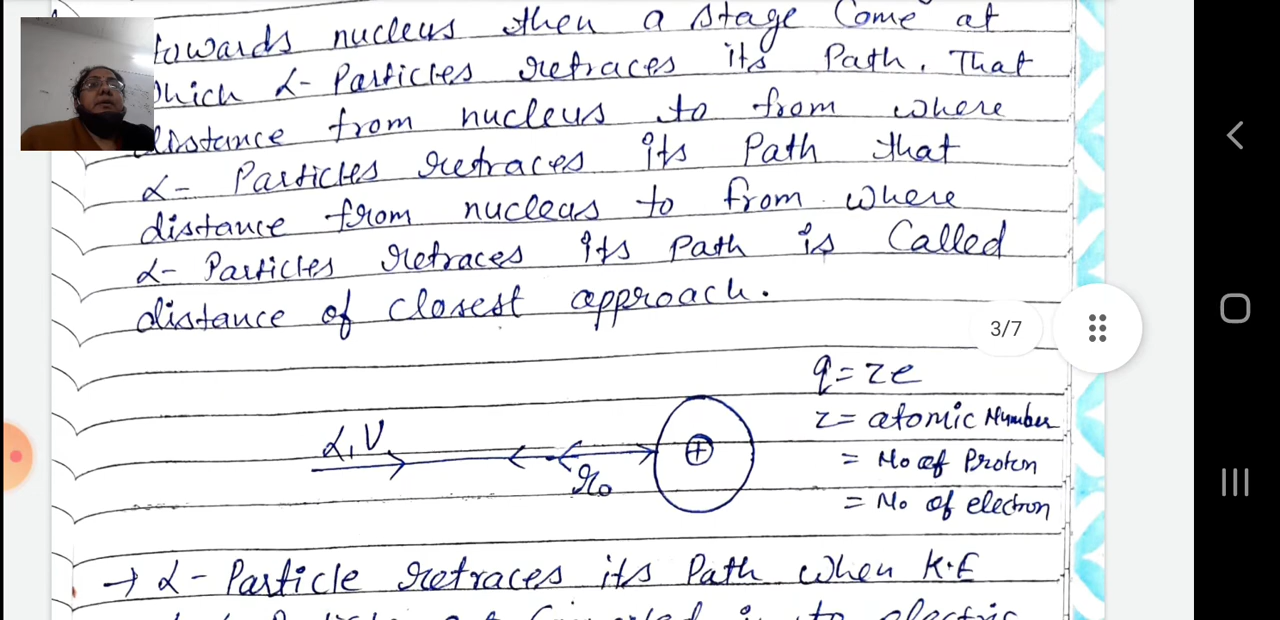 towards nucleus then a stage Come at
which α- Particles retraces its Path. That
distance from nucleus to from where
α- Particles retraces its Path that
distance from nucleus to from where
α- Particles retraces its Path is Called
distance of closest approach.
3/7
q = ze
z = atomic Number
= No of Proton
= No of electron
α, V
r₀
+
→ α- Particle retraces its Path when K.E